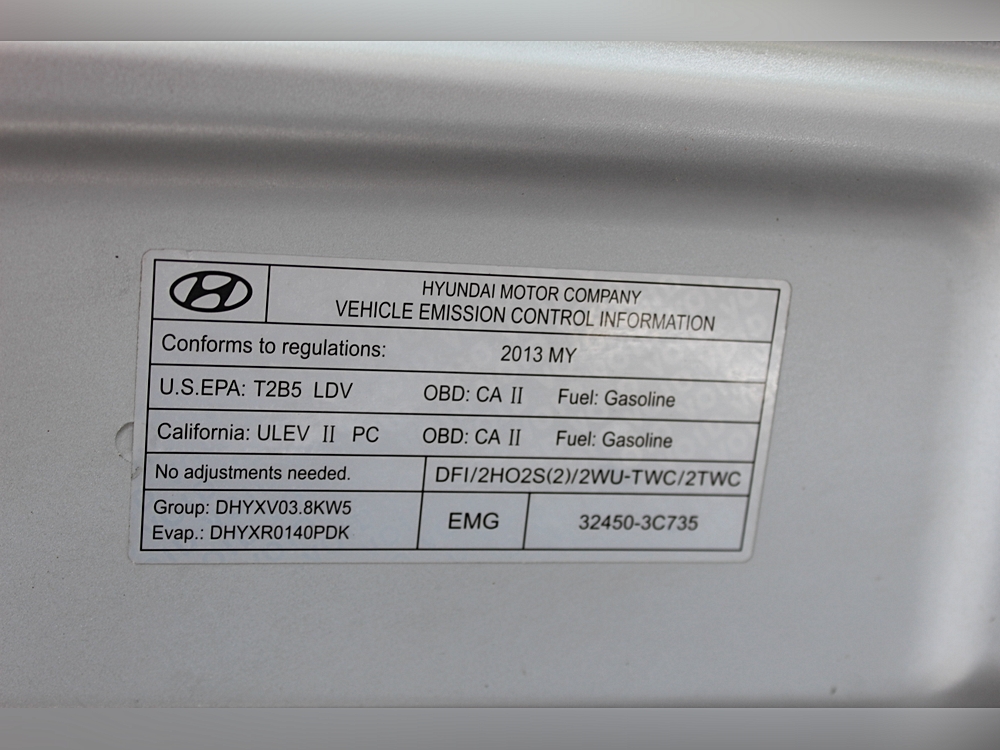 HYUNDAI MOTOR COMPANY
VEHICLE EMISSION CONTROL INFORMATION
Conforms to regulations: 2013 MY
U.S.EPA: T2B5 LDV OBD: CA II Fuel: Gasoline
California: ULEV II PC OBD: CA II Fuel: Gasoline
No adjustments needed. DFI/2HO2S(2)/2WU-TWC/2TWC
Group: DHYXV03.8KW5
Evap.: DHYXR0140PDK
EMG 32450-3C735